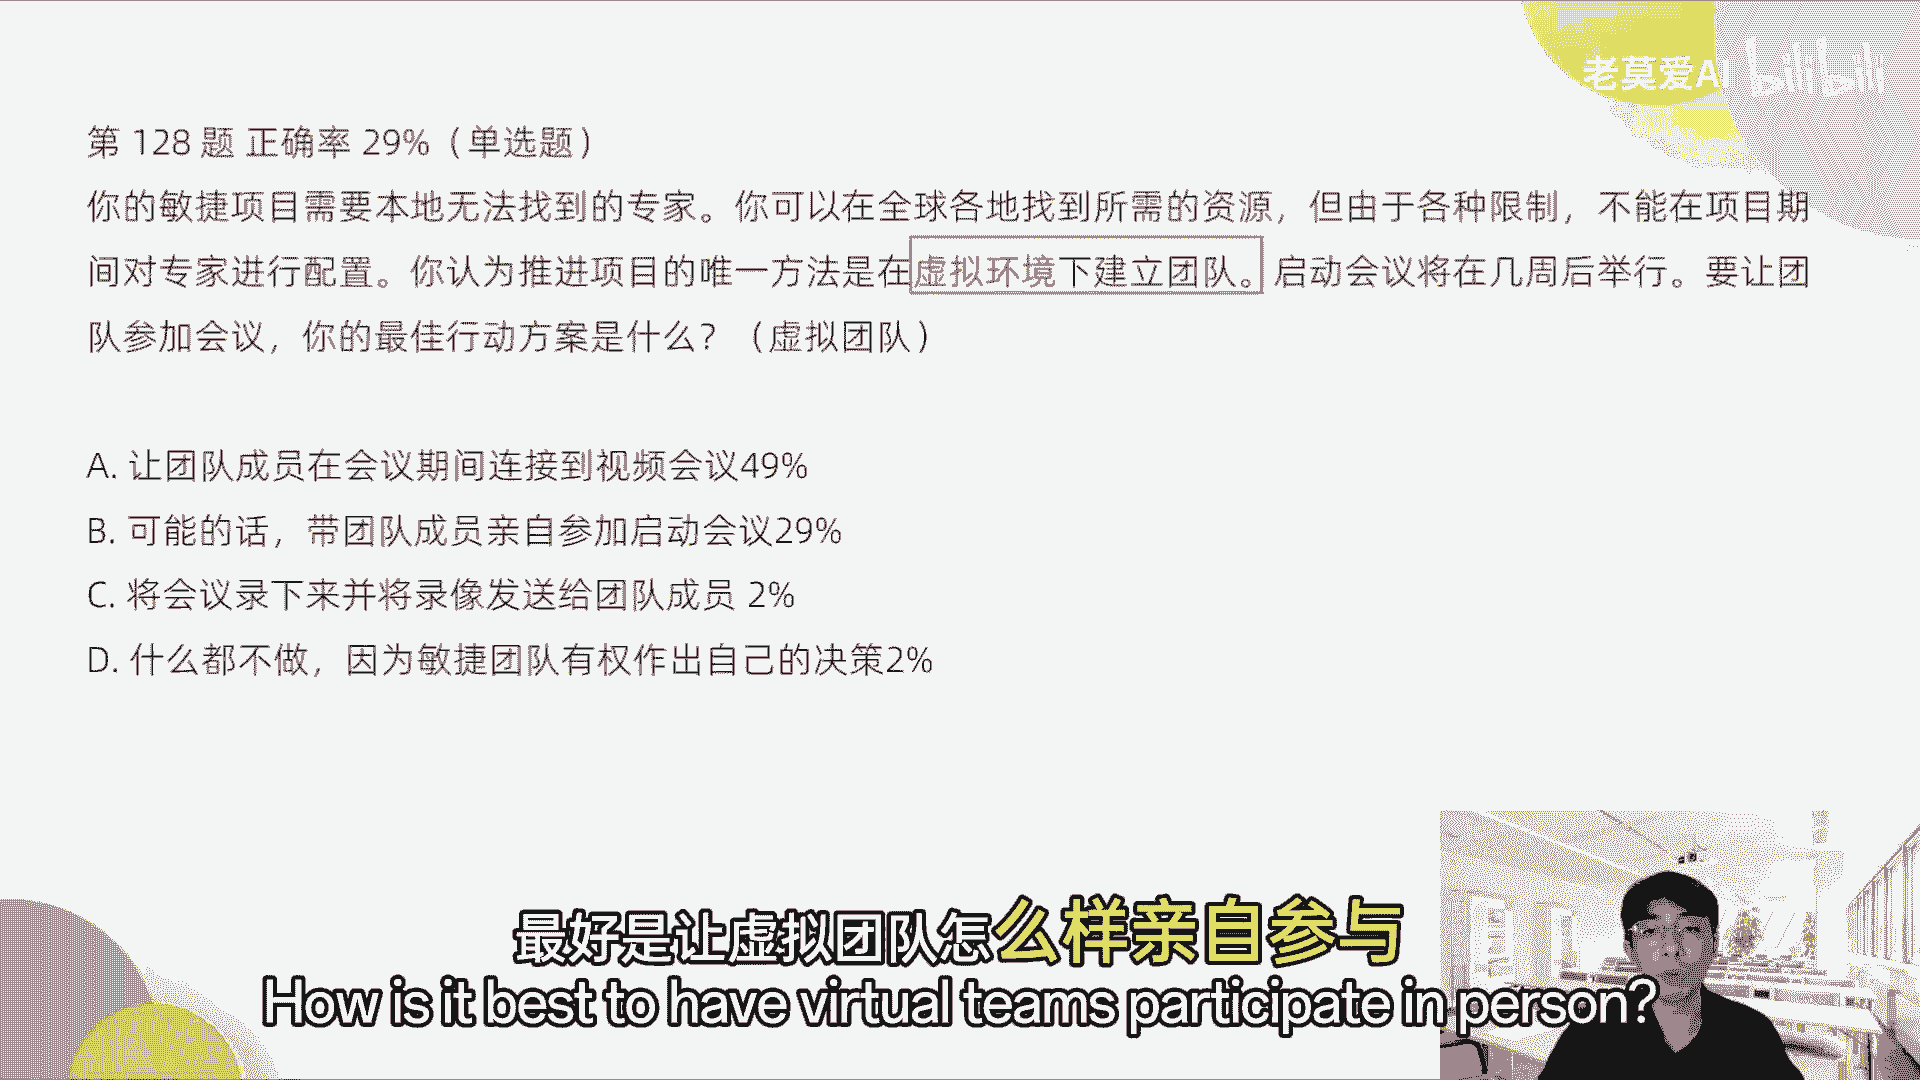 老莫爱AI bilibili
第 128 题 正确率 29%（单选题）
你的敏捷项目需要本地无法找到的专家。你可以在全球各地找到所需的资源，但由于各种限制，不能在项目期
间对专家进行配置。你认为推进项目的唯一方法是在虚拟环境下建立团队。启动会议将在几周后举行。要让团
队参加会议，你的最佳行动方案是什么？（虚拟团队）
A. 让团队成员在会议期间连接到视频会议49%
B. 可能的话，带团队成员亲自参加启动会议29%
C. 将会议录下来并将录像发送给团队成员 2%
D. 什么都不做，因为敏捷团队有权作出自己的决策2%
最好是让虚拟团队怎么样亲自参与
How is it best to have virtual teams participate in person?